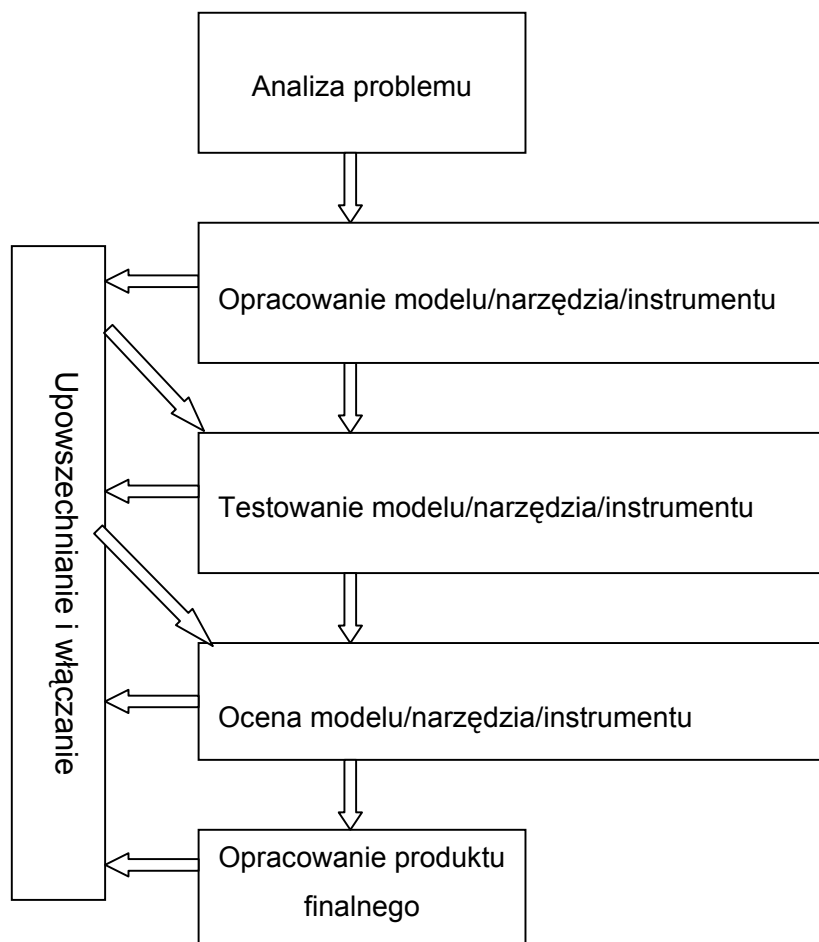 Analiza problemu
Opracowanie modelu/narzędzia/instrumentu
Upowszechnianie i włączanie
Testowanie modelu/narzędzia/instrumentu
Ocena modelu/narzędzia/instrumentu
Opracowanie produktu
finalnego